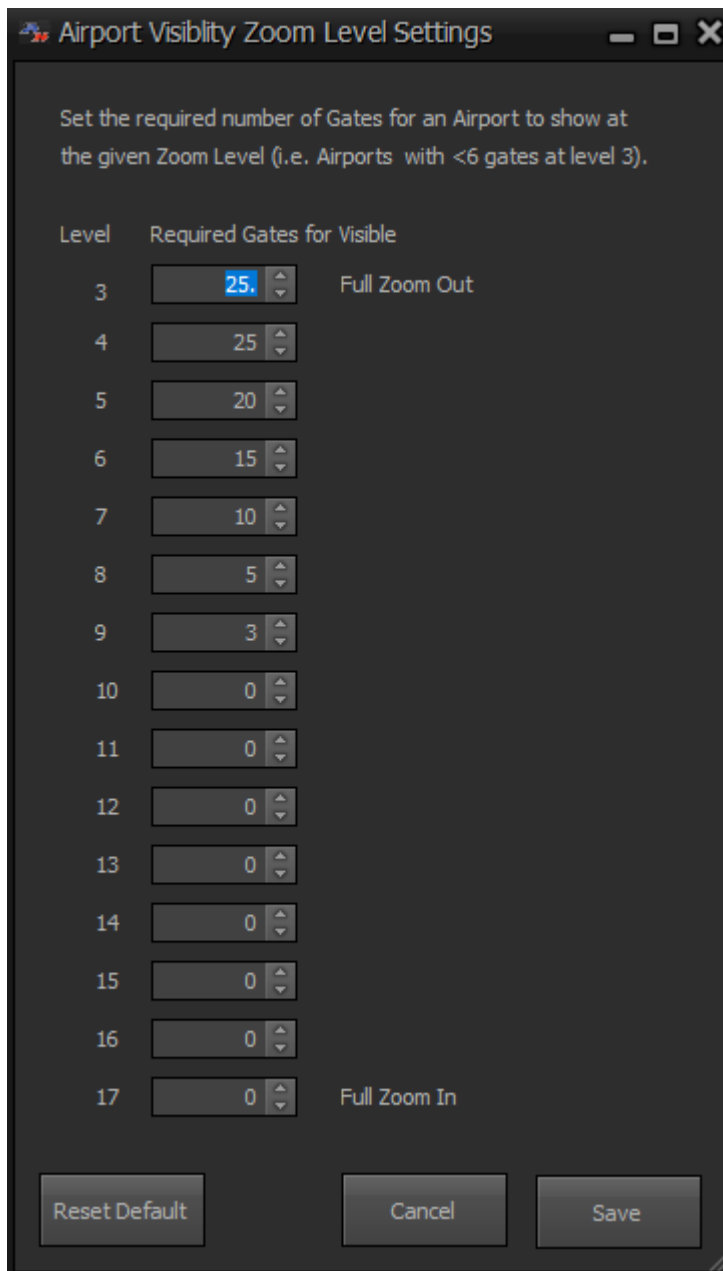 Airport Visiblity Zoom Level Settings
Set the required number of Gates for an Airport to show at
the given Zoom Level (i.e. Airports with <6 gates at level 3).
Level Required Gates for Visible
3 25. Full Zoom Out
4 25
5 20
6 15
7 10
8 5
9 3
10 0
11 0
12 0
13 0
14 0
15 0
16 0
17 0 Full Zoom In
Reset Default Cancel Save